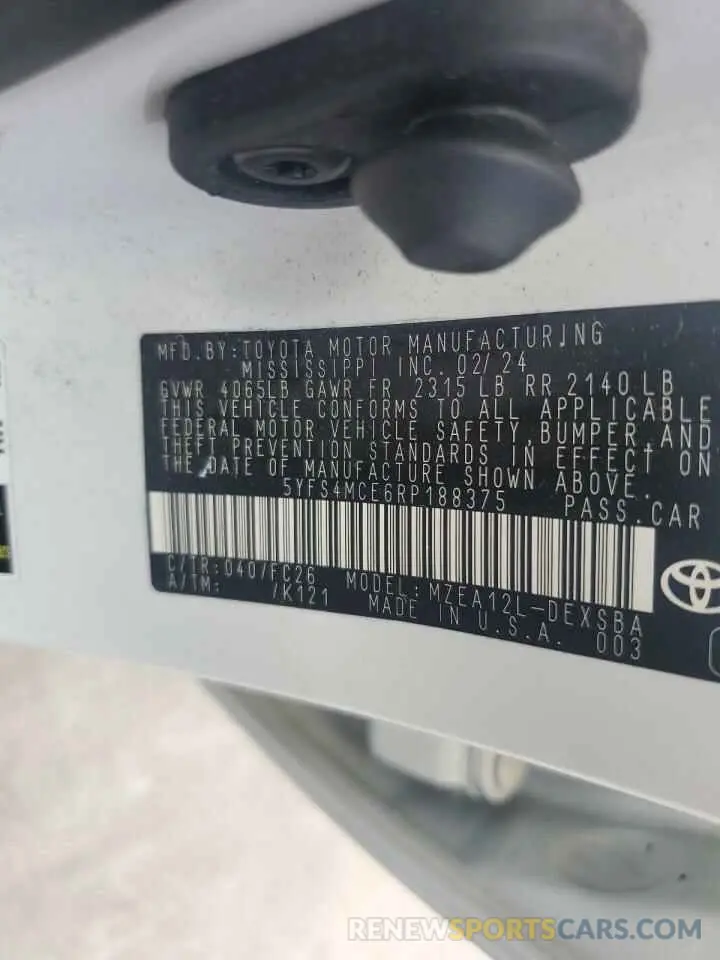 MFD.BY:TOYOTA MOTOR MANUFACTURING
MISSISSIPPI INC. 02/24
GVWR 4065LB GAWR FR 2315 LB RR 2140 LB
THIS VEHICLE CONFORMS TO ALL APPLICABLE
FEDERAL MOTOR VEHICLE SAFETY,BUMPER,AND
THEFT PREVENTION STANDARDS IN EFFECT ON
THE DATE OF MANUFACTURE SHOWN ABOVE.
5YFS4MCE6RP188375 PASS.CAR
C/TR:040/FC26 MODEL:MZEA12L-DEXSBA
A/TM: /K121 MADE IN U.S.A. 003
RENEWSPORTSCARS.COM